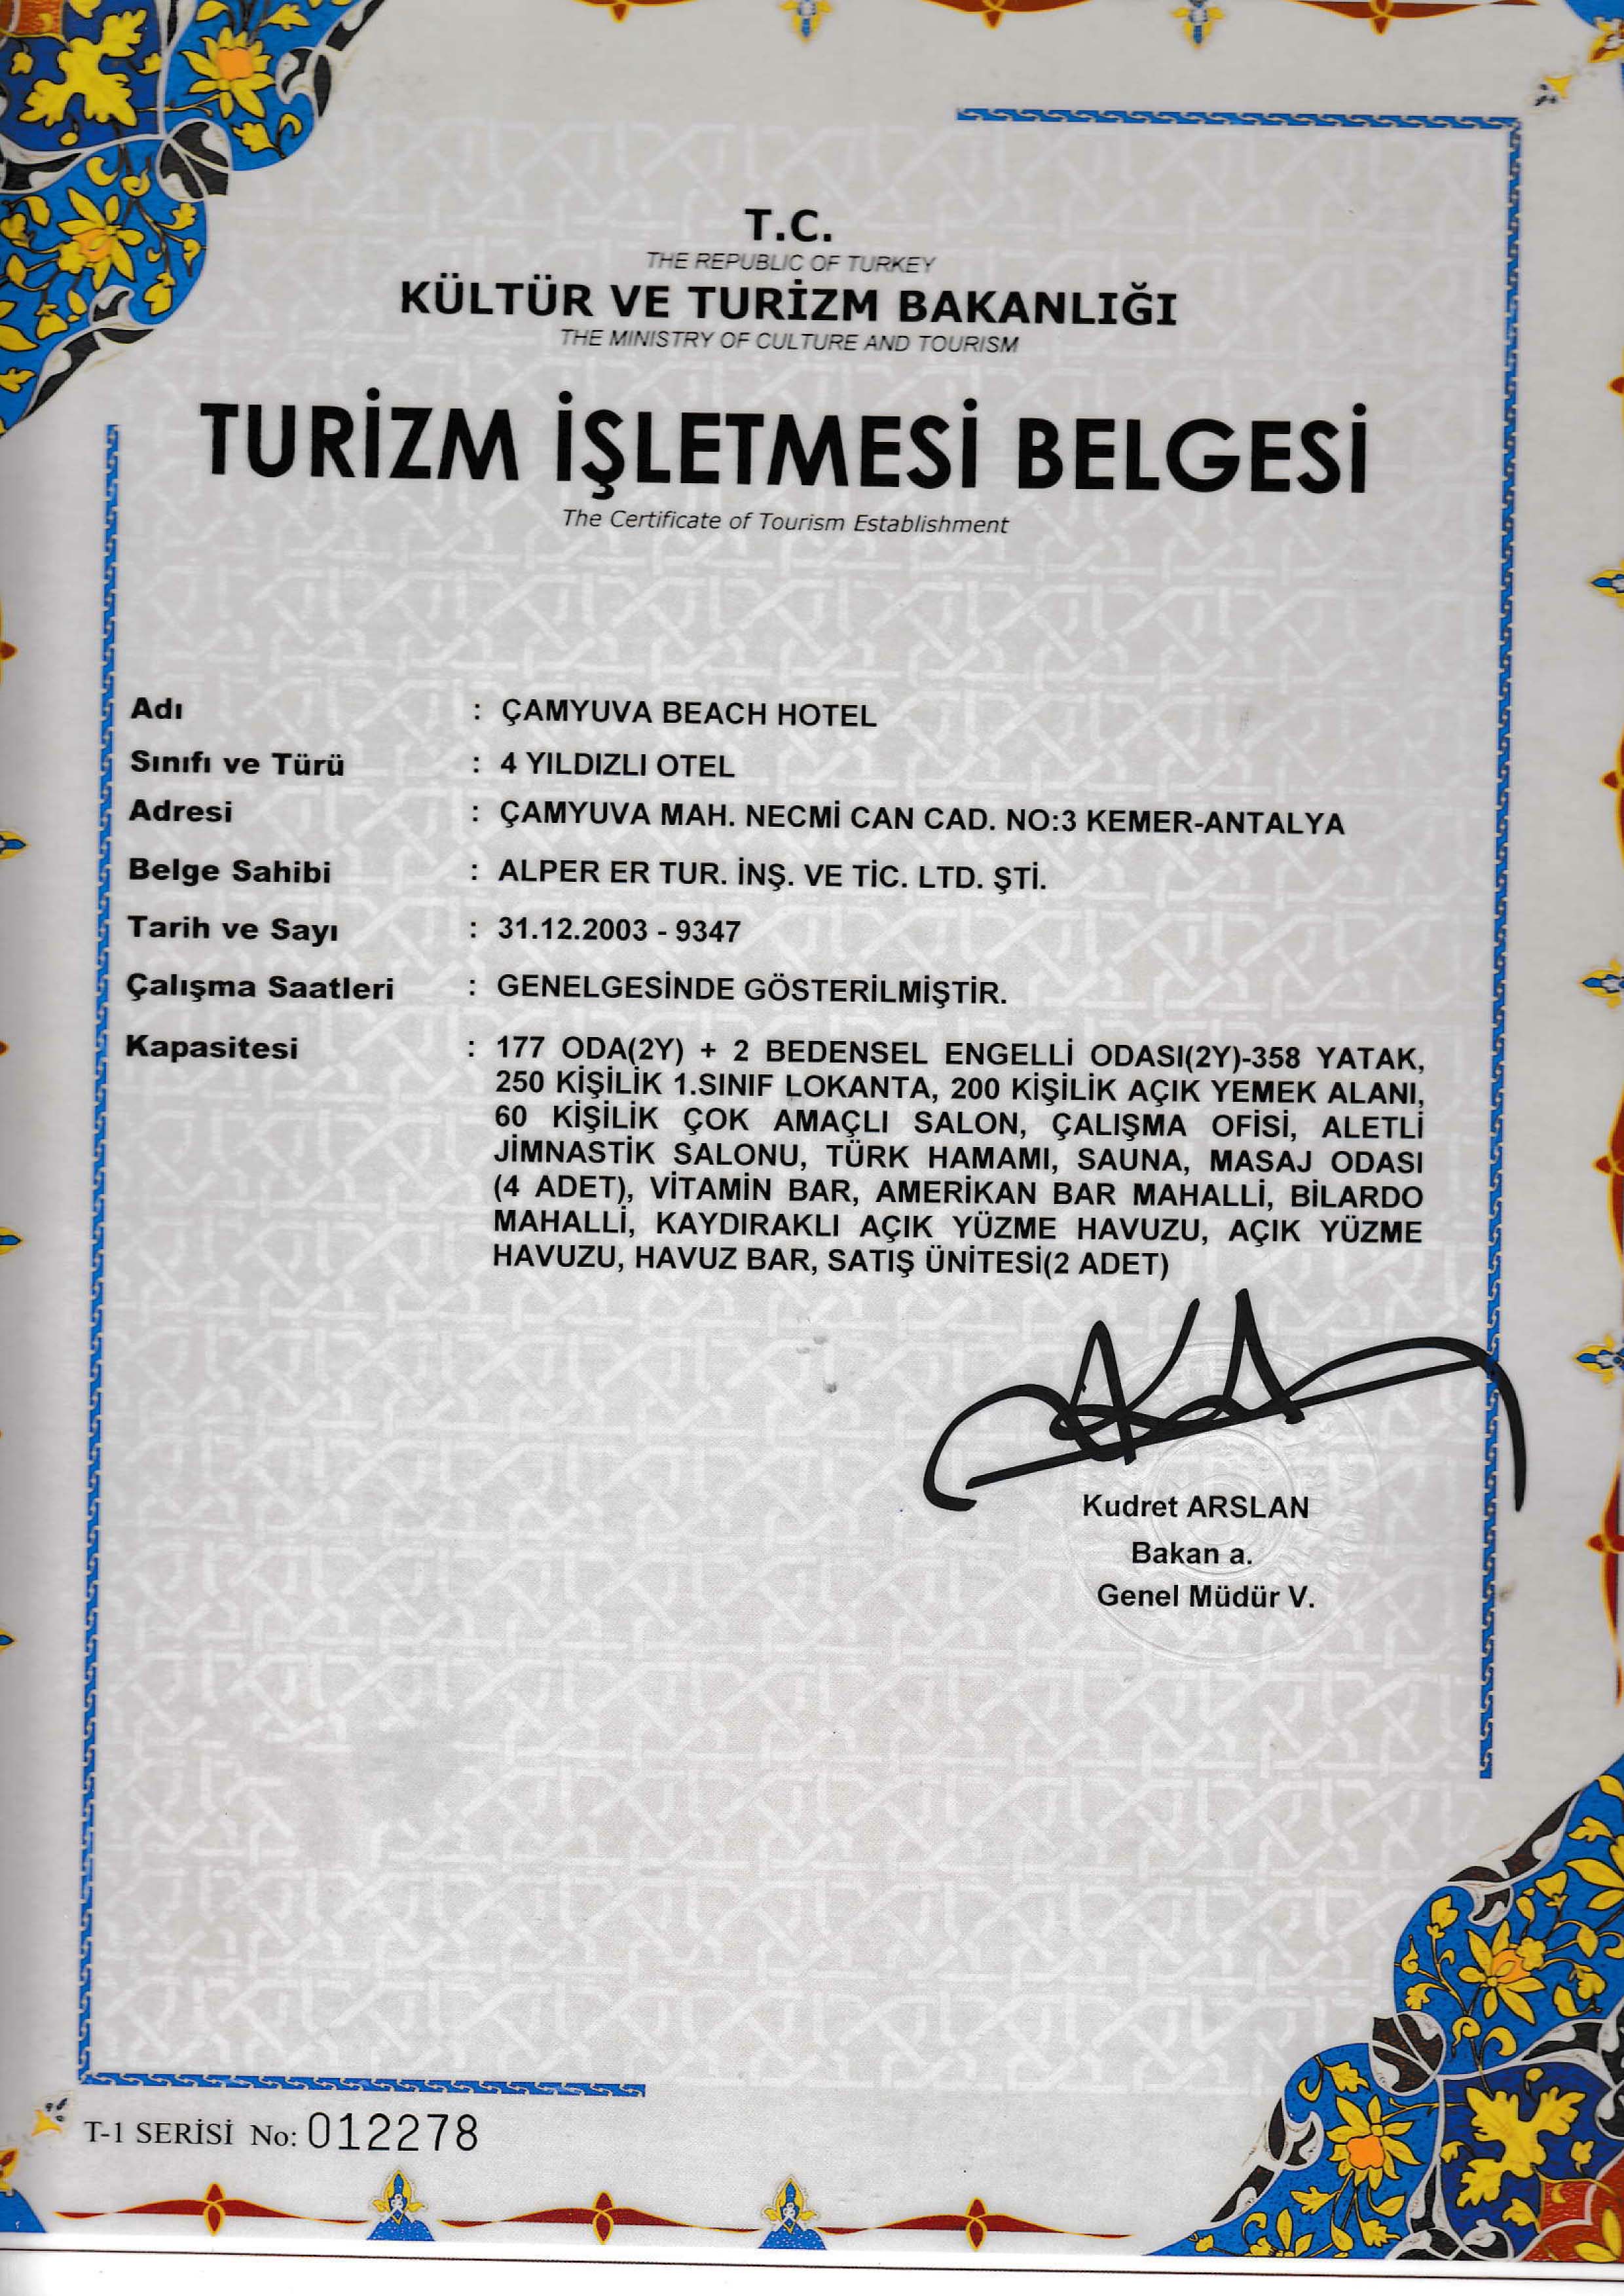 T.C.
THE REPUBLIC OF TURKEY
KÜLTÜR VE TURİZM BAKANLIĞI
THE MINISTRY OF CULTURE AND TOURISM
TURİZM İŞLETMESİ BELGESİ
The Certificate of Tourism Establishment
Adı : ÇAMYUVA BEACH HOTEL
Sınıfı ve Türü : 4 YILDIZLI OTEL
Adresi : ÇAMYUVA MAH. NECMİ CAN CAD. NO:3 KEMER-ANTALYA
Belge Sahibi : ALPER ER TUR. İNŞ. VE TİC. LTD. ŞTİ.
Tarih ve Sayı : 31.12.2003 - 9347
Çalışma Saatleri : GENELGESİNDE GÖSTERİLMİŞTİR.
Kapasitesi : 177 ODA(2Y) + 2 BEDENSEL ENGELLİ ODASI(2Y)-358 YATAK,
250 KİŞİLİK 1.SINIF LOKANTA, 200 KİŞİLİK AÇIK YEMEK ALANI,
60 KİŞİLİK ÇOK AMAÇLI SALON, ÇALIŞMA OFİSİ, ALETLİ
JİMNASTİK SALONU, TÜRK HAMAMI, SAUNA, MASAJ ODASI
(4 ADET), VİTAMİN BAR, AMERİKAN BAR MAHALLİ, BİLARDO
MAHALLİ, KAYDIRAKLI AÇIK YÜZME HAVUZU, AÇIK YÜZME
HAVUZU, HAVUZ BAR, SATIŞ ÜNİTESİ(2 ADET)
Kudret ARSLAN
Bakan a.
Genel Müdür V.
T-1 SERİSİ No: 012278